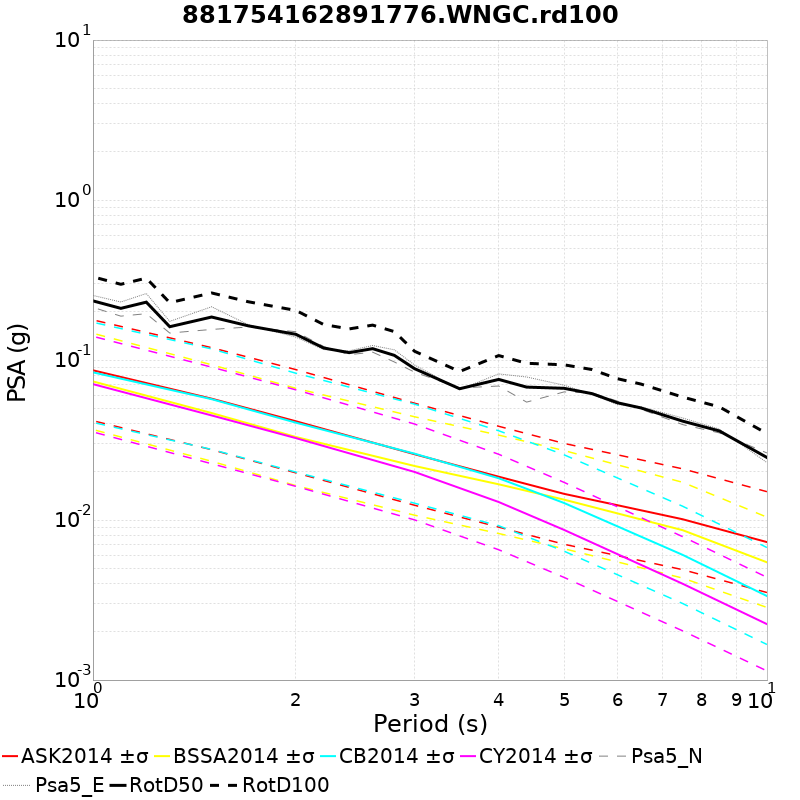 881754162891776.WNGC.rd100
10^1
10^0
10^-1
10^-2
10^-3
PSA (g)
10^0 2 3 4 5 6 7 8 9 10^1
Period (s)
ASK2014 ±σ BSSA2014 ±σ CB2014 ±σ CY2014 ±σ Psa5_N
Psa5_E RotD50 RotD100